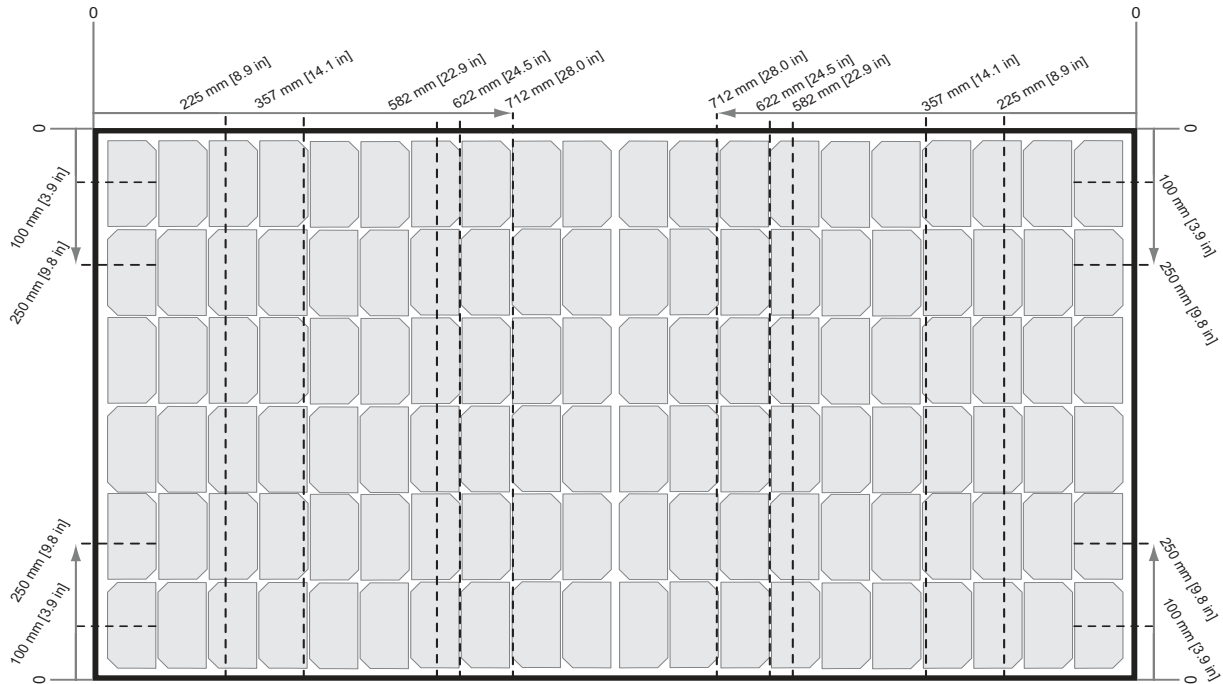 0
0
225 mm [8.9 in]
357 mm [14.1 in]
582 mm [22.9 in]
622 mm [24.5 in]
712 mm [28.0 in]
712 mm [28.0 in]
622 mm [24.5 in]
582 mm [22.9 in]
357 mm [14.1 in]
225 mm [8.9 in]
0
0
100 mm [3.9 in]
100 mm [3.9 in]
250 mm [9.8 in]
250 mm [9.8 in]
250 mm [9.8 in]
250 mm [9.8 in]
100 mm [3.9 in]
100 mm [3.9 in]
0
0